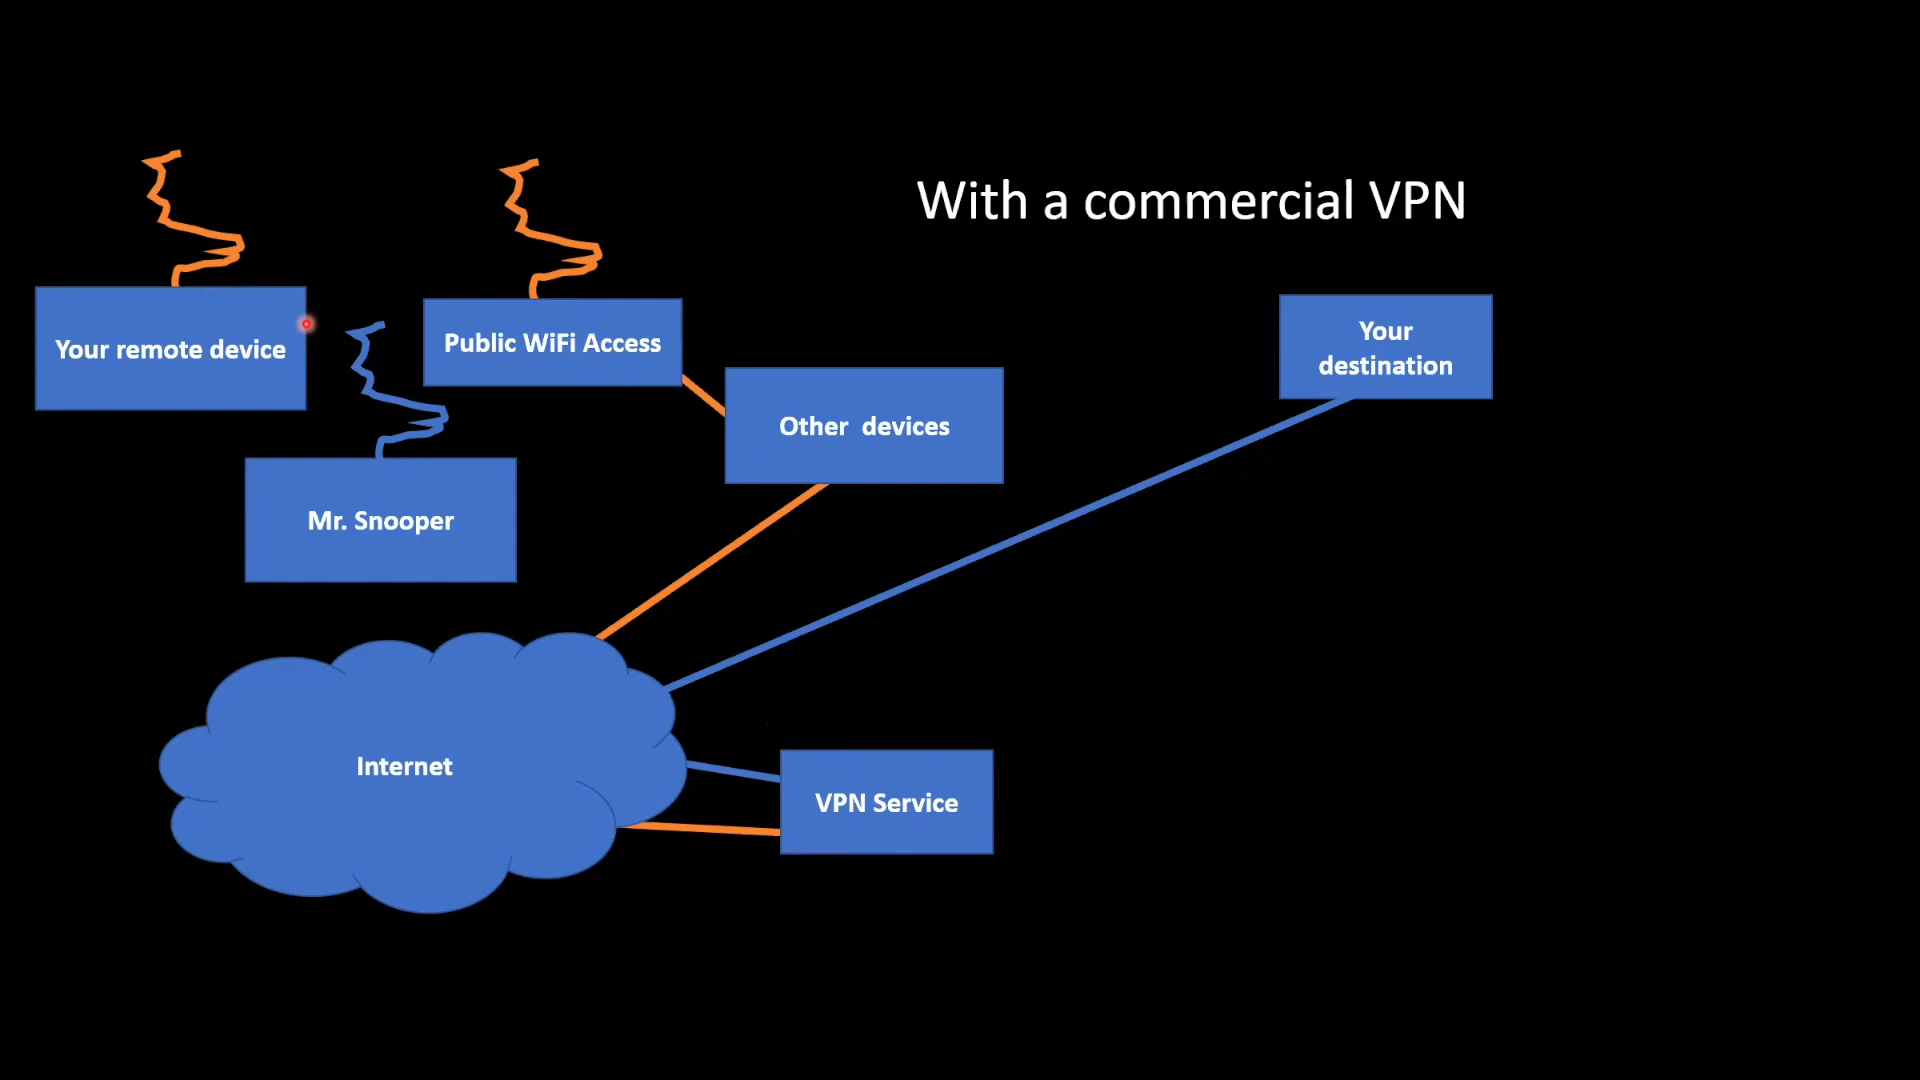 With a commercial VPN
Your remote device
Public WiFi Access
Your
destination
Other  devices
Mr. Snooper
Internet
VPN Service